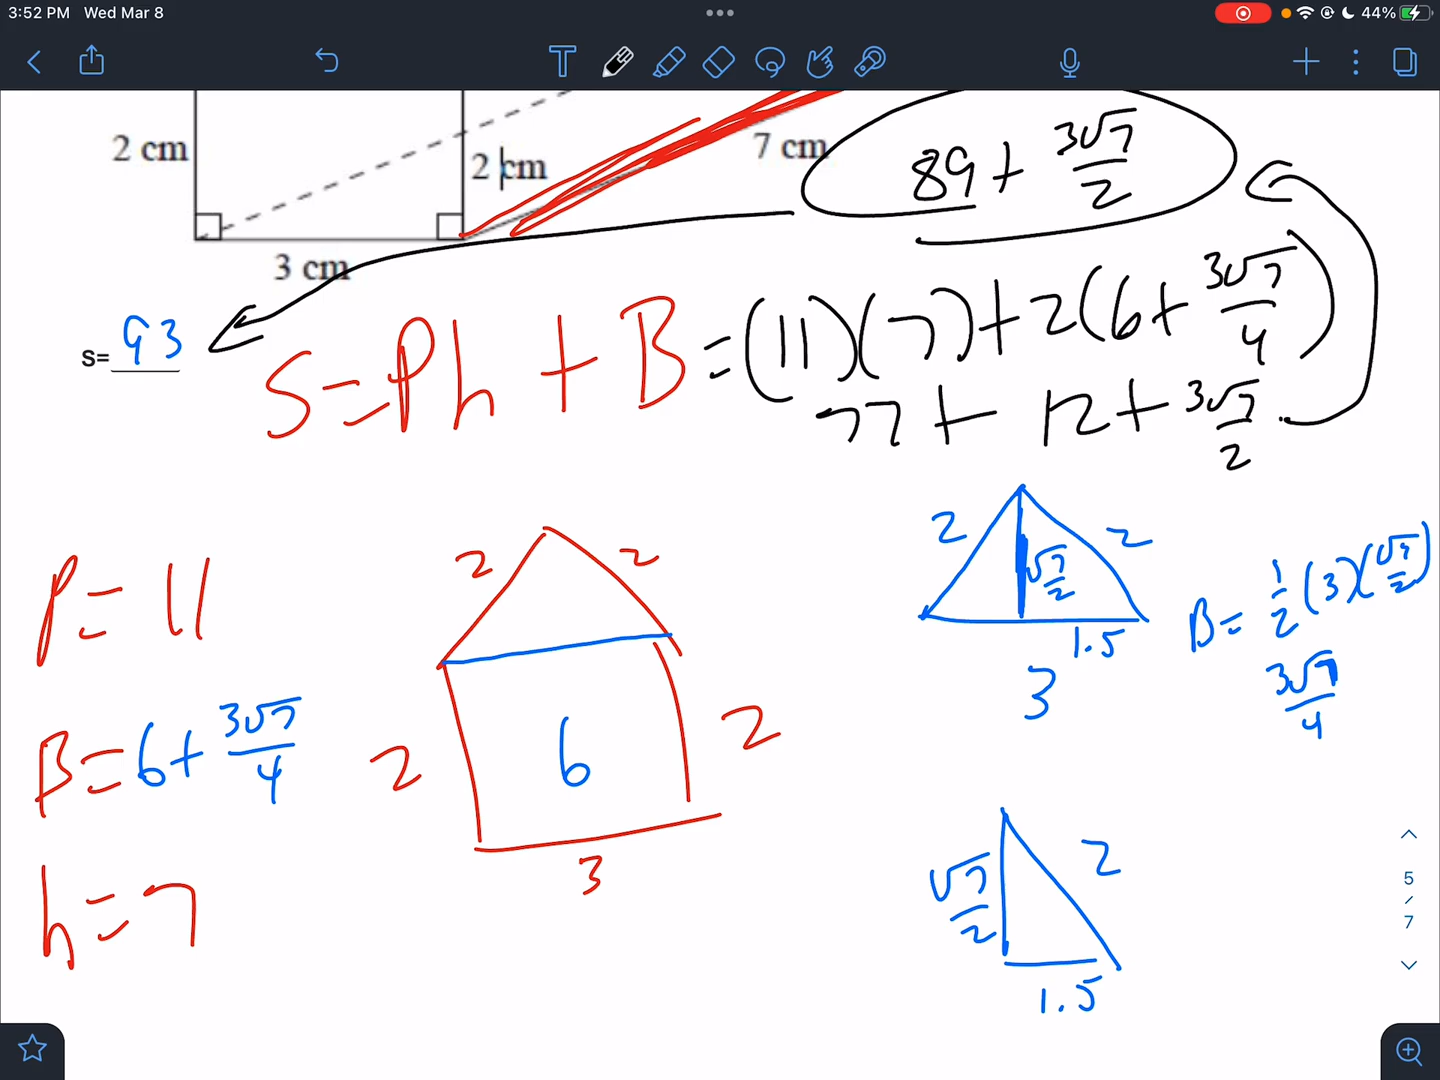 3:52 PM Wed Mar 8
44%
T
2 cm
2 cm
7 cm
89 + 3√7/2
3 cm
S= 93
S = Ph + B = (11)(7) + 2(6 + 3√7/4)
77 + 12 + 3√7/2
P = 11
B = 6 + 3√7/4
h = 7
2
2
2
6
2
3
2
√7/2
2
1.5
3
B = 1/2 (3)(√7/2)
3√7/4
√7/2
2
1.5
5
/
7